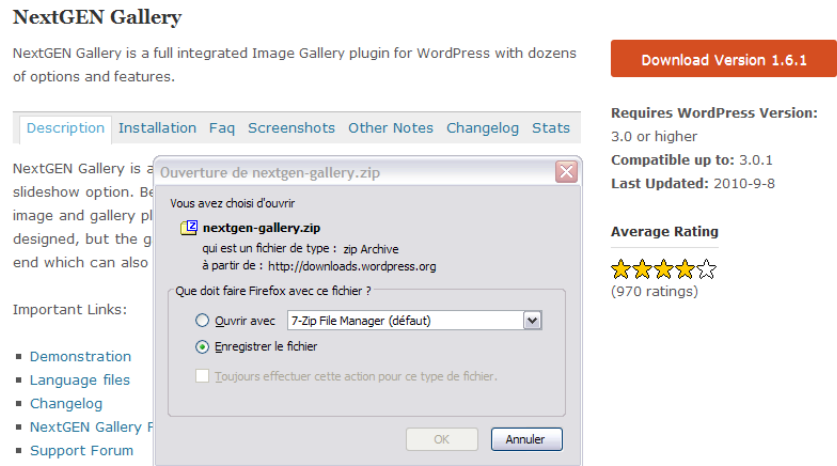 NextGEN Gallery
NextGEN Gallery is a full integrated Image Gallery plugin for WordPress with dozens
of options and features.
Download Version 1.6.1
Requires WordPress Version:
3.0 or higher
Compatible up to: 3.0.1
Last Updated: 2010-9-8
Average Rating
(970 ratings)
Description Installation Faq Screenshots Other Notes Changelog Stats
NextGEN Gallery is a
slideshow option. Be
image and gallery pl
designed, but the g
end which can also
Important Links:
Demonstration
Language files
Changelog
NextGEN Gallery F
Support Forum
Ouverture de nextgen-gallery.zip
Vous avez choisi d'ouvrir
nextgen-gallery.zip
qui est un fichier de type : zip Archive
à partir de : http://downloads.wordpress.org
Que doit faire Firefox avec ce fichier ?
Ouvrir avec 7-Zip File Manager (défaut)
Enregistrer le fichier
Toujours effectuer cette action pour ce type de fichier.
OK Annuler